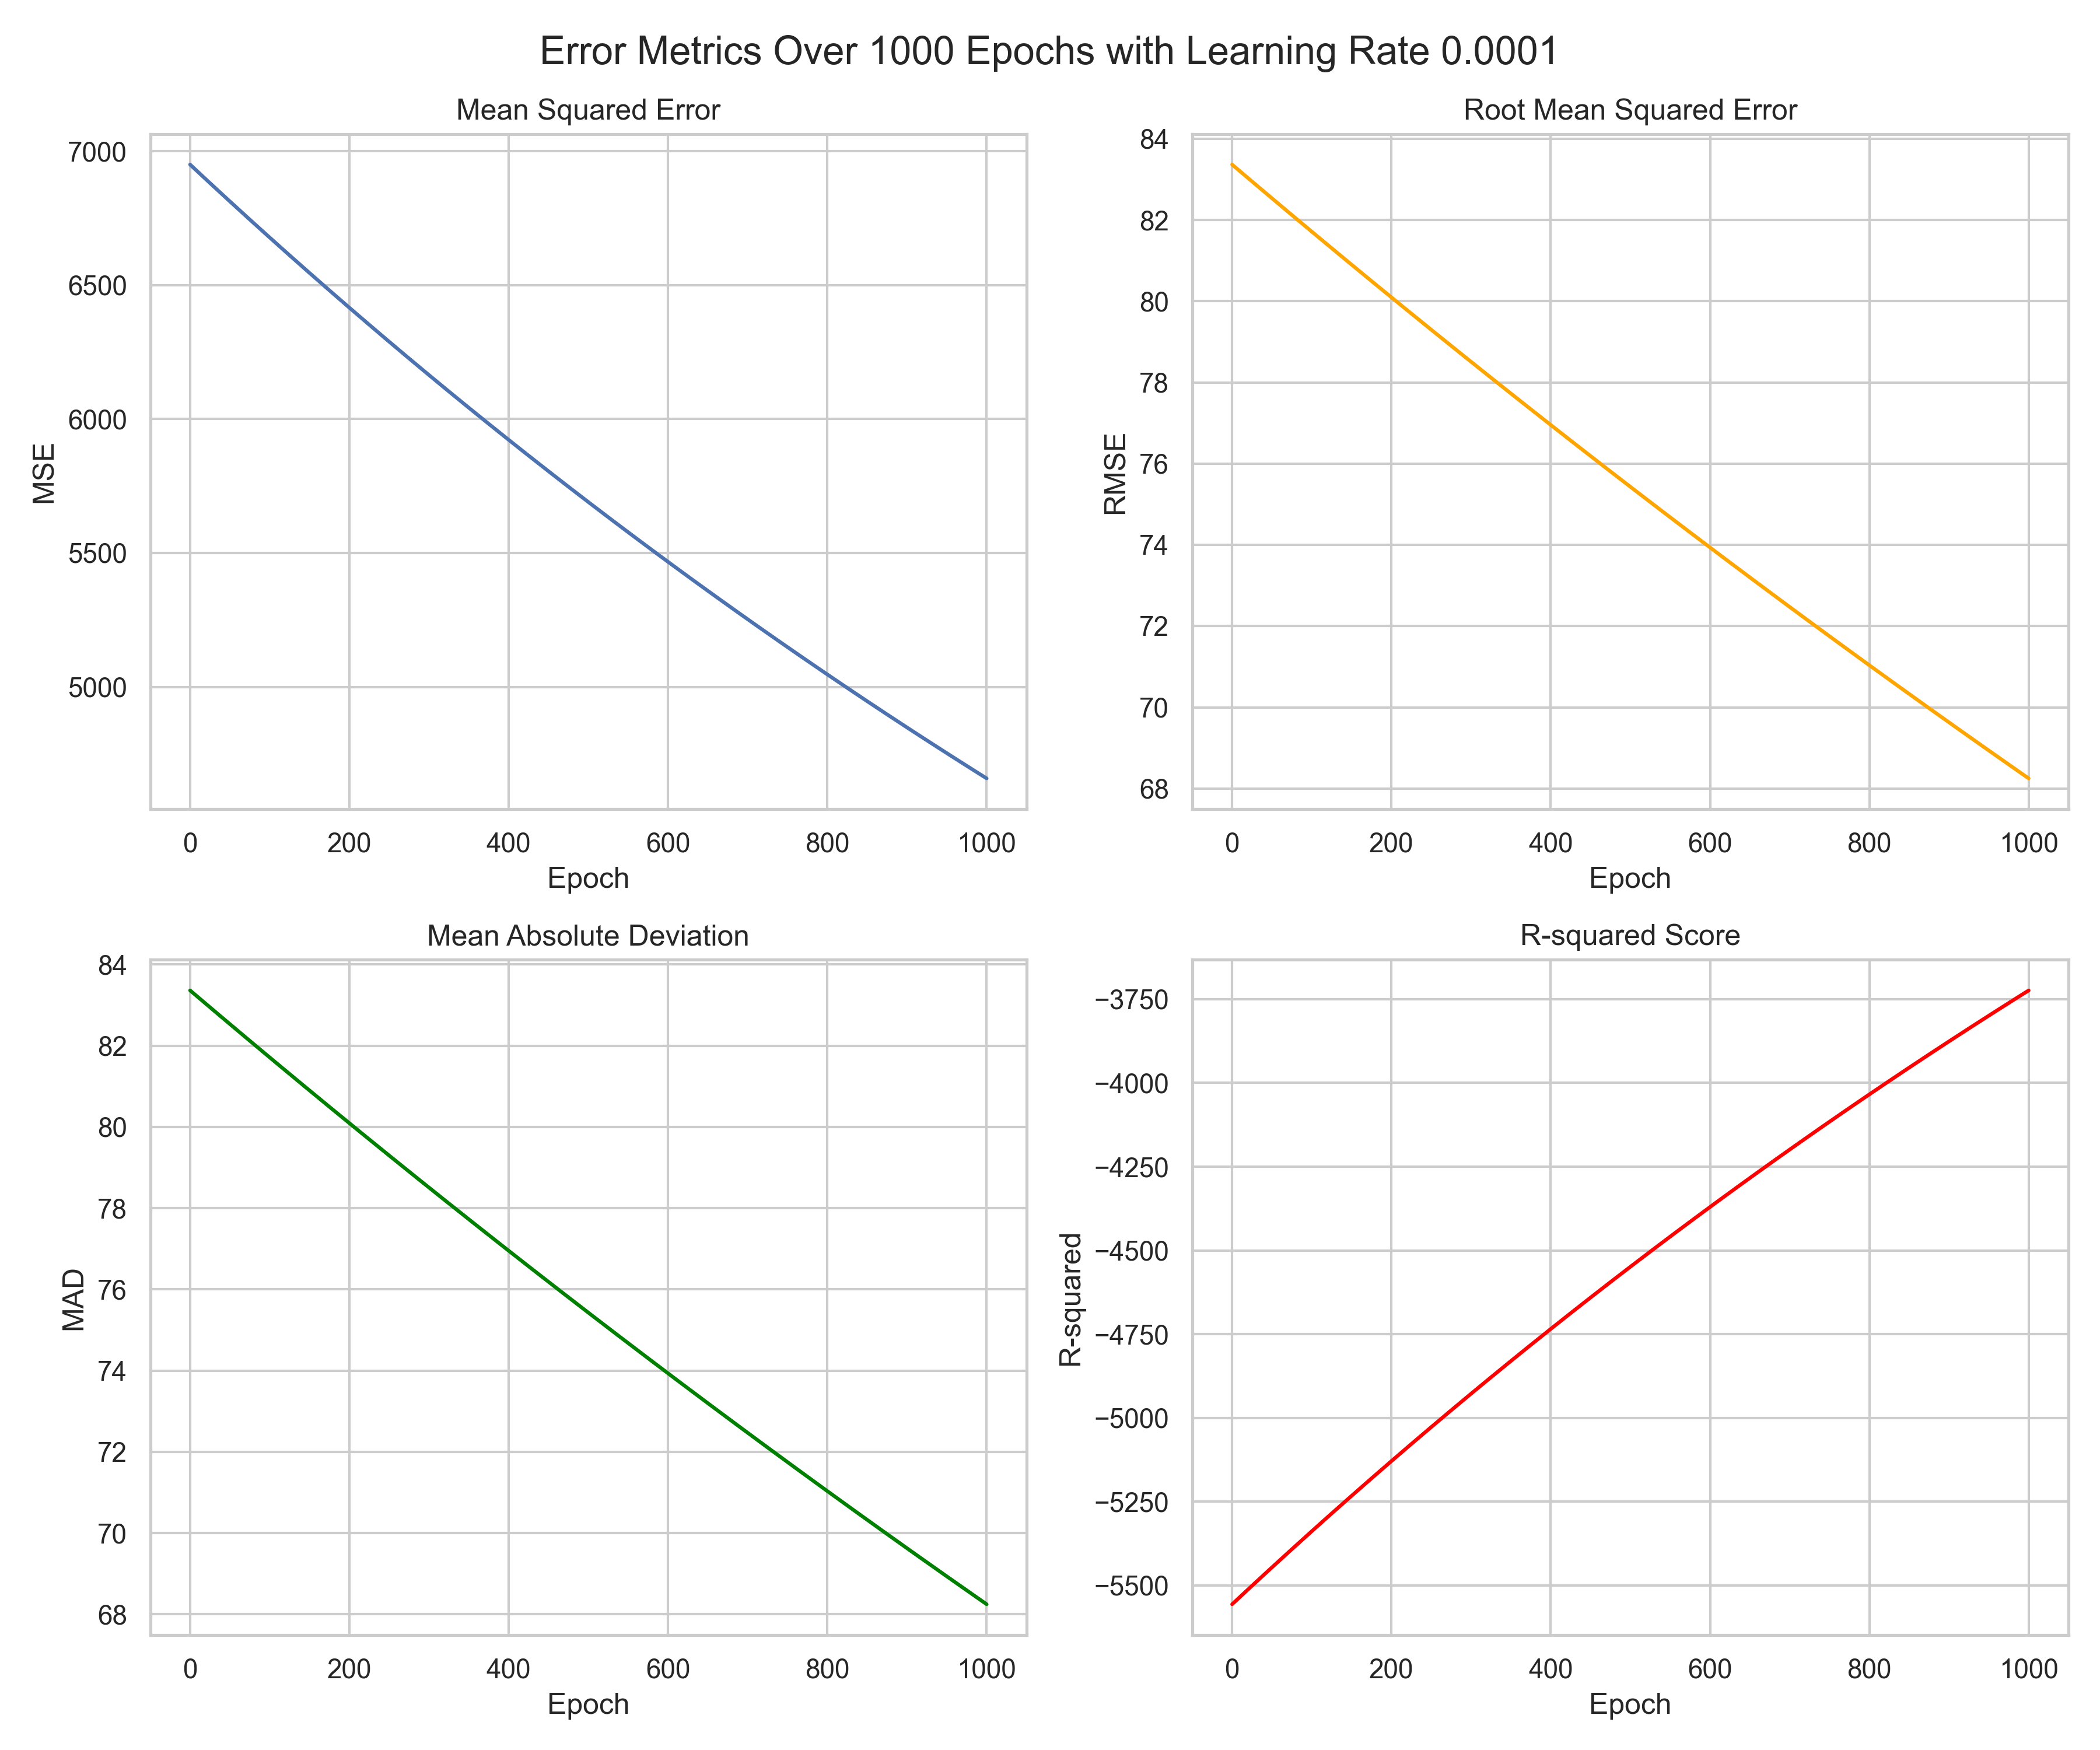 Error Metrics Over 1000 Epochs with Learning Rate 0.0001
Mean Squared Error
7000
6500
6000
5500
5000
MSE
0 200 400 600 800 1000
Epoch
Root Mean Squared Error
84
82
80
78
76
74
72
70
68
RMSE
0 200 400 600 800 1000
Epoch
Mean Absolute Deviation
84
82
80
78
76
74
72
70
68
MAD
0 200 400 600 800 1000
Epoch
R-squared Score
−3750
−4000
−4250
−4500
−4750
−5000
−5250
−5500
R-squared
0 200 400 600 800 1000
Epoch